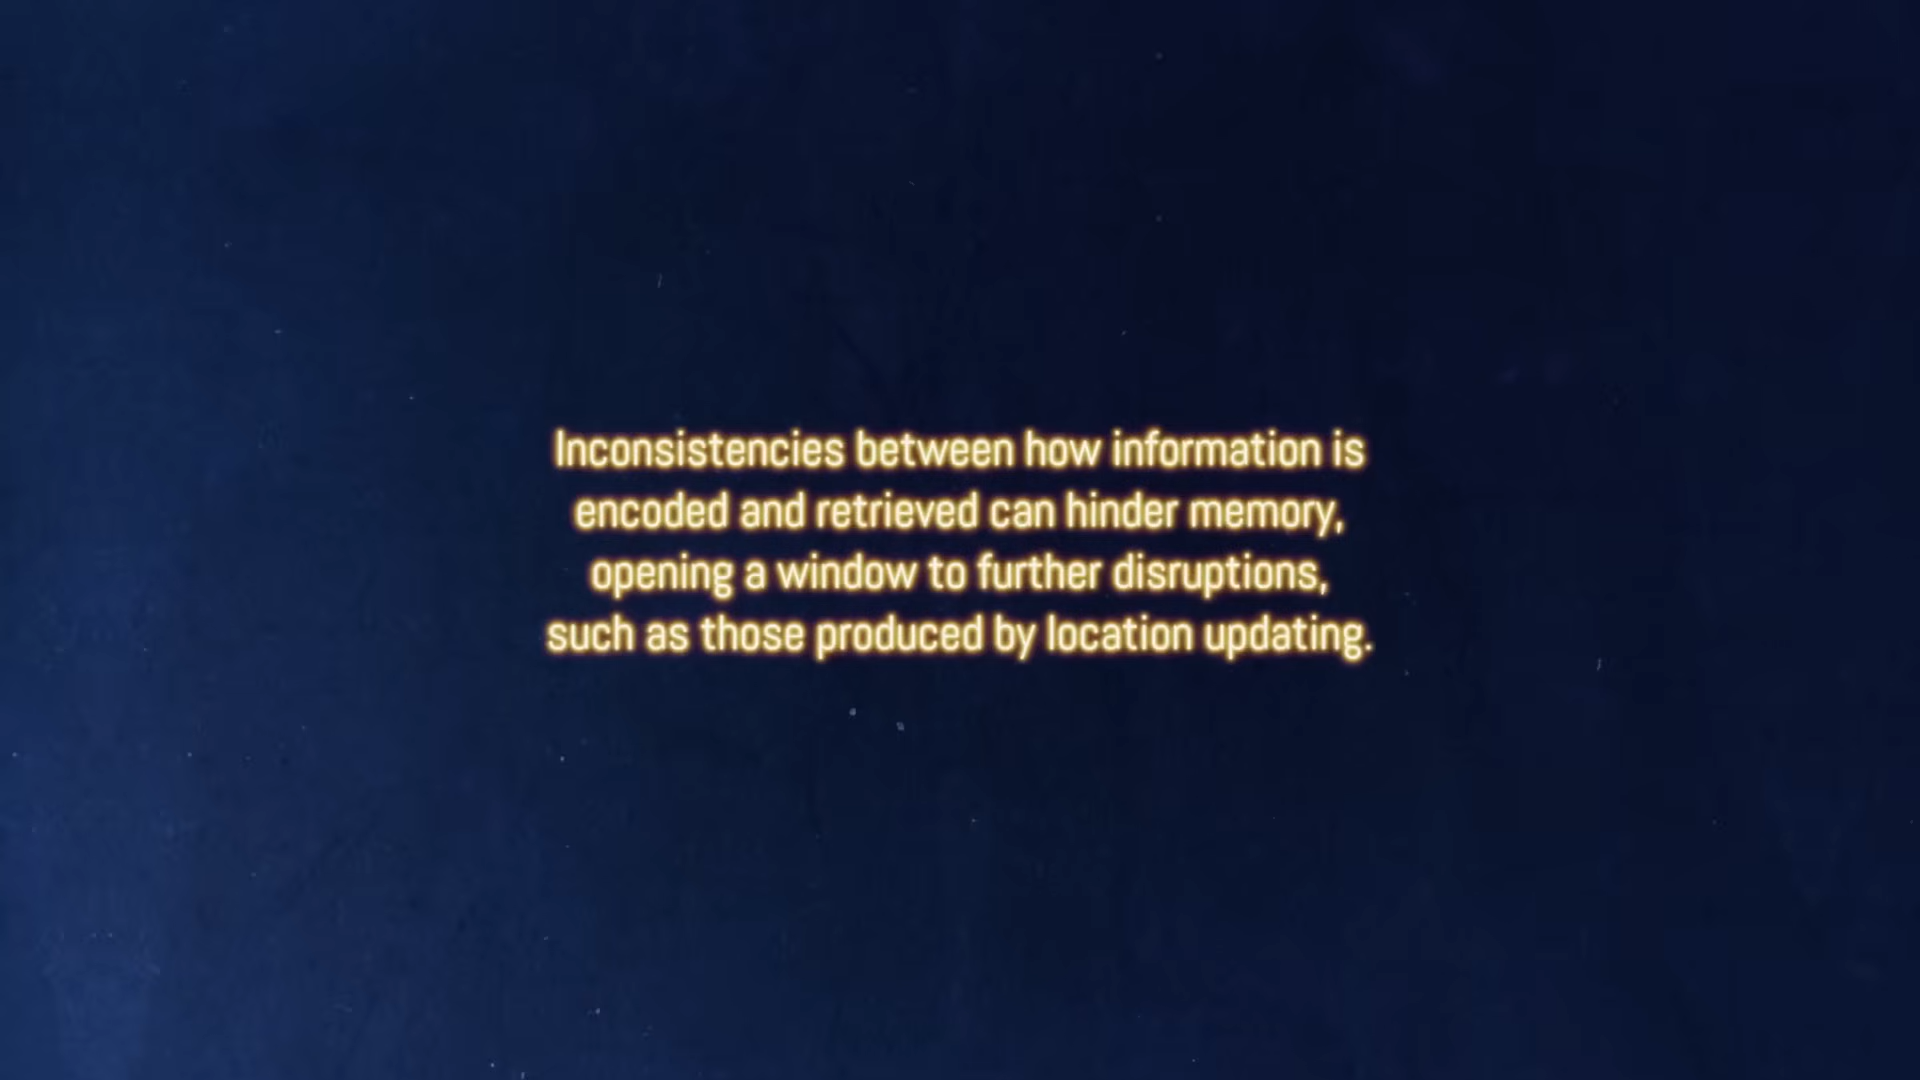 Inconsistencies between how information is
encoded and retrieved can hinder memory,
opening a window to further disruptions,
such as those produced by location updating.